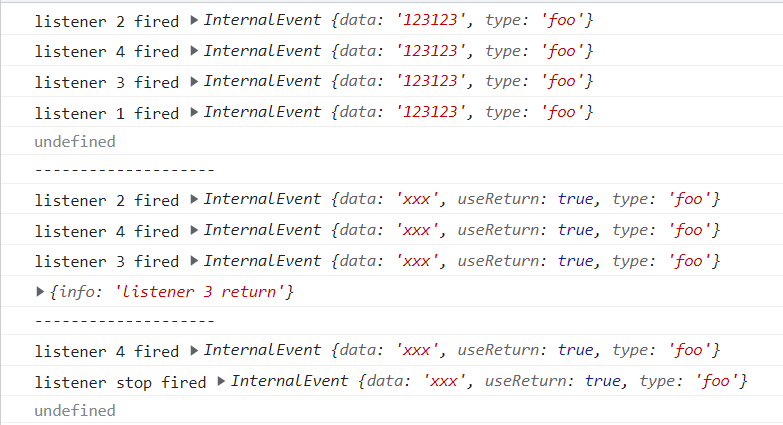 listener 2 fired ▶ InternalEvent {data: '123123', type: 'foo'}
listener 4 fired ▶ InternalEvent {data: '123123', type: 'foo'}
listener 3 fired ▶ InternalEvent {data: '123123', type: 'foo'}
listener 1 fired ▶ InternalEvent {data: '123123', type: 'foo'}
undefined
--------------------
listener 2 fired ▶ InternalEvent {data: 'xxx', useReturn: true, type: 'foo'}
listener 4 fired ▶ InternalEvent {data: 'xxx', useReturn: true, type: 'foo'}
listener 3 fired ▶ InternalEvent {data: 'xxx', useReturn: true, type: 'foo'}
▶ {info: 'listener 3 return'}
--------------------
listener 4 fired ▶ InternalEvent {data: 'xxx', useReturn: true, type: 'foo'}
listener stop fired ▶ InternalEvent {data: 'xxx', useReturn: true, type: 'foo'}
undefined